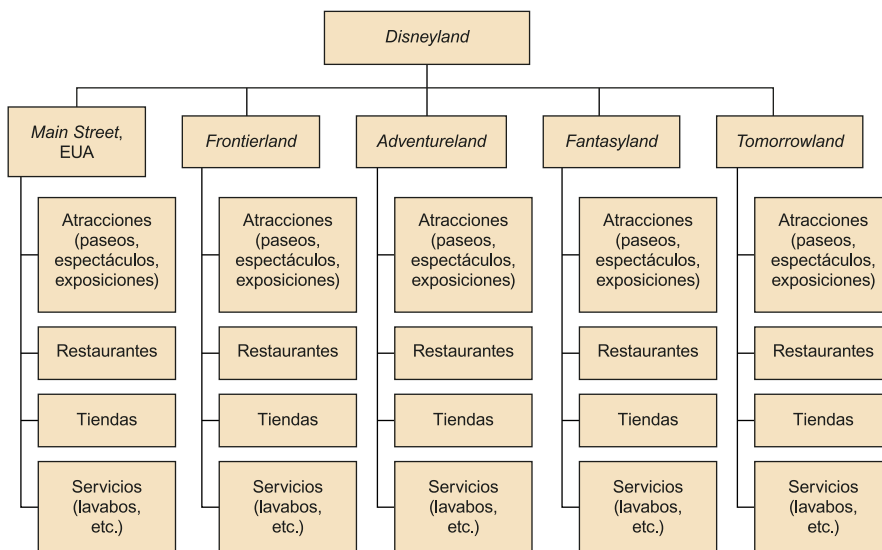 Disneyland
Main Street,
EUA
Frontierland
Adventureland
Fantasyland
Tomorrowland
Atracciones
(paseos,
espectáculos,
exposiciones)
Restaurantes
Tiendas
Servicios
(lavabos,
etc.)
Atracciones
(paseos,
espectáculos,
exposiciones)
Restaurantes
Tiendas
Servicios
(lavabos,
etc.)
Atracciones
(paseos,
espectáculos,
exposiciones)
Restaurantes
Tiendas
Servicios
(lavabos,
etc.)
Atracciones
(paseos,
espectáculos,
exposiciones)
Restaurantes
Tiendas
Servicios
(lavabos,
etc.)
Atracciones
(paseos,
espectáculos,
exposiciones)
Restaurantes
Tiendas
Servicios
(lavabos,
etc.)